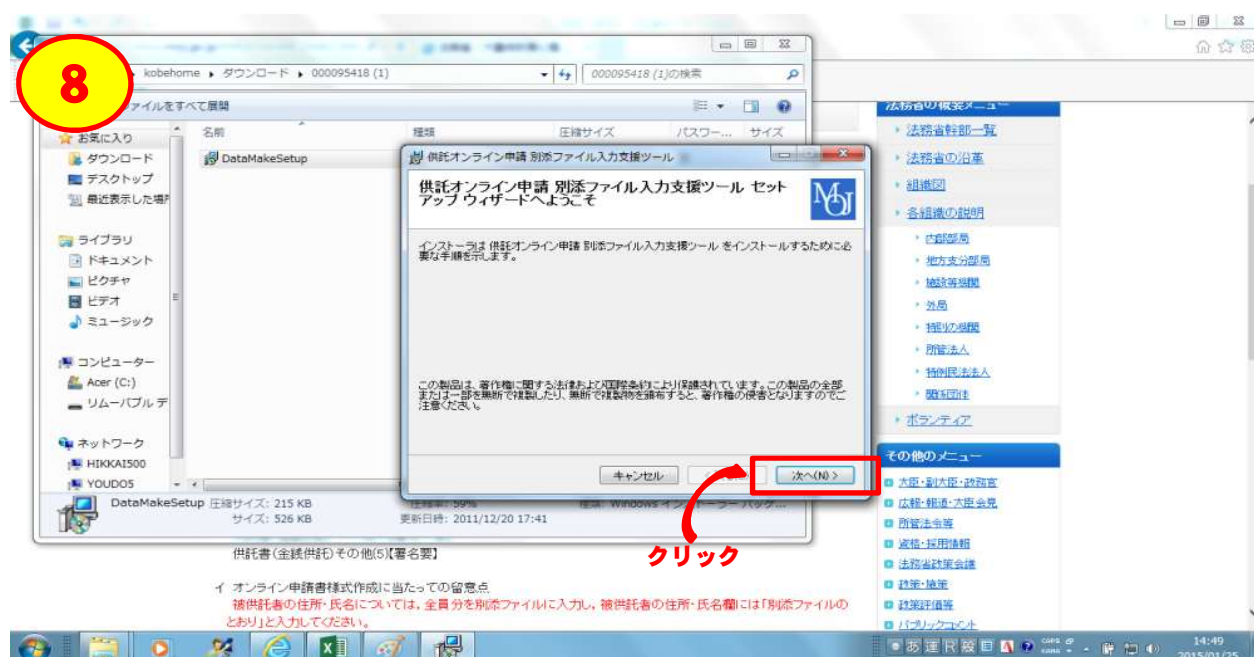 8
kobehome ▸ ダウンロード ▸ 000095418 (1)
000095418 (1)の検索
ファイルをすべて展開
お気に入り
ダウンロード
デスクトップ
最近表示した場所
ライブラリ
ドキュメント
ピクチャ
ビデオ
ミュージック
コンピューター
Acer (C:)
リムーバブル デ
ネットワーク
HIKKAI500
YOUDO5
名前 種類 圧縮サイズ パスワー... サイズ
DataMakeSetup
供託オンライン申請 別添ファイル入力支援ツール
供託オンライン申請 別添ファイル入力支援ツール セット
アップ ウィザードへようこそ
MOJ
インストーラは 供託オンライン申請 別添ファイル入力支援ツール をインストールするために必
要な手順を示します。
この製品は、著作権に関する法律および国際条約により保護されています。この製品の全部
または一部を無断で複製したり、無断で複製物を頒布すると、著作権の侵害となりますのでご
注意ください。
キャンセル
次へ(N) >
クリック
DataMakeSetup 圧縮サイズ: 215 KB 圧縮率: 59% 種類: Windows インストーラー パッケ...
サイズ: 526 KB 更新日時: 2011/12/20 17:41
供託書(金銭供託)その他(5)【署名要】
イ オンライン申請書様式作成に当たっての留意点
被供託者の住所・氏名については,全員分を別添ファイルに入力し,被供託者の住所・氏名欄には「別添ファイルの
とおり」と入力してください。
法務省の概要メニュー
法務省幹部一覧
法務省の沿革
組織図
各組織の説明
内部部局
地方支分部局
施設等機関
外局
特別の機関
所管法人
特例民法法人
関係団体
ボランティア
その他のメニュー
大臣・副大臣・政務官
広報・報道・大臣会見
所管法令等
資格・採用情報
法務省政策会議
政策・施策
政策評価等
パブリックコメント
あ 連 R 般
CAPS
KANA
14:49
2015/01/25